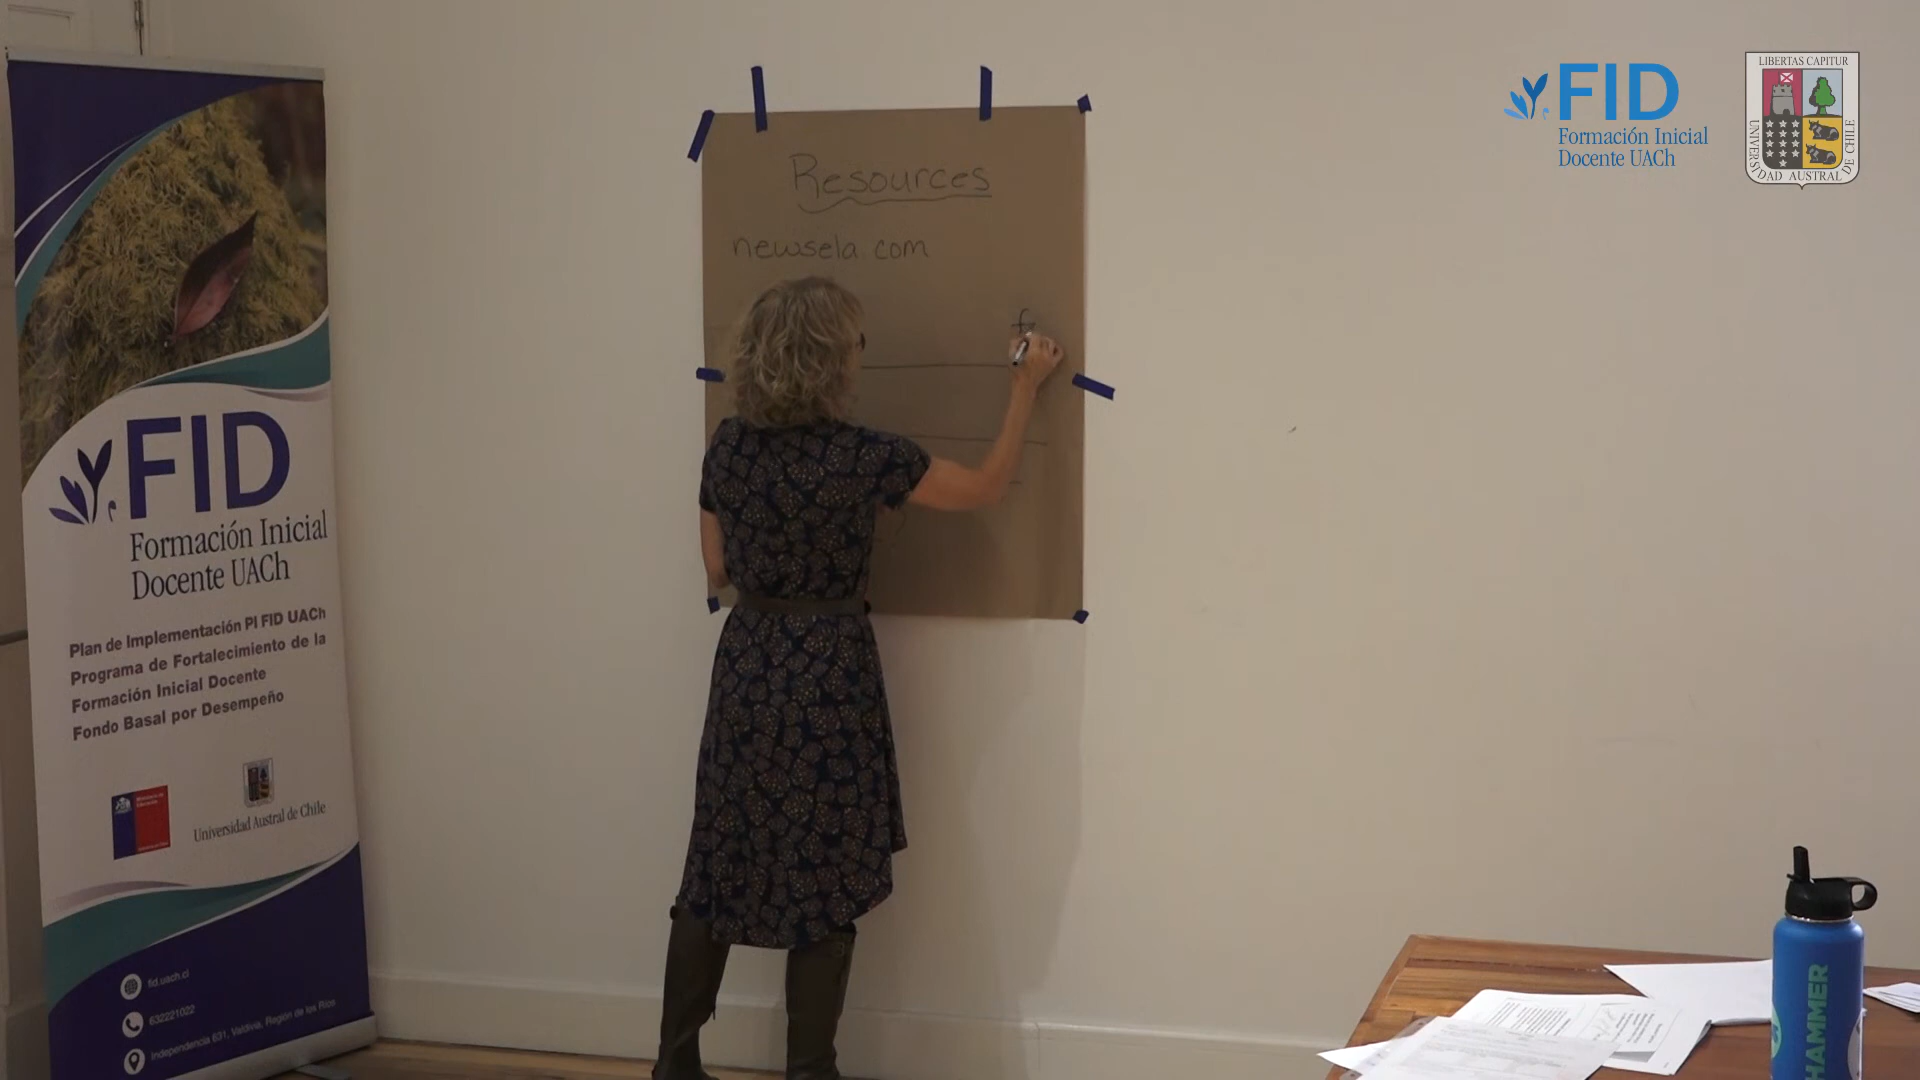 FID
Formación Inicial
Docente UACh
Plan de Implementación PI FID UACh
Programa de Fortalecimiento de la
Formación Inicial Docente
Fondo Basal por Desempeño
Universidad Austral de Chile
fid.uach.cl
632221022
Independencia 631, Valdivia, Región de los Ríos
Resources
newsela.com
FID
Formación Inicial
Docente UACh
LIBERTAS CAPITUR
UNIVERSIDAD AUSTRAL DE CHILE
HAMMER